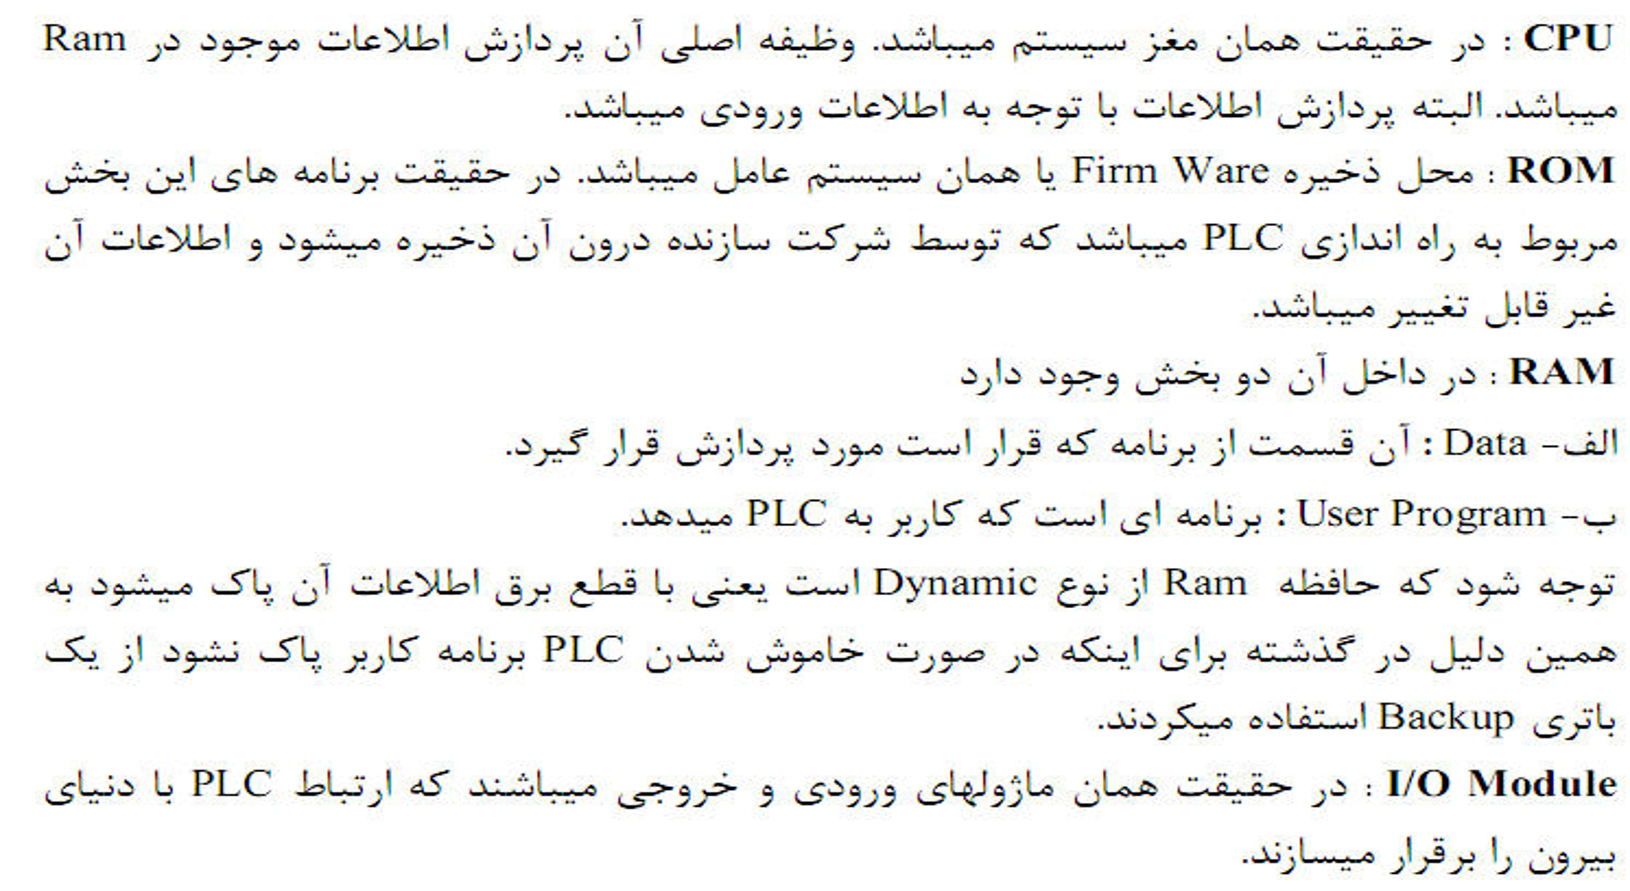 CPU : در حقیقت همان مغز سیستم میباشد. وظیفه اصلی آن پردازش اطلاعات موجود در Ram
میباشد. البته پردازش اطلاعات با توجه به اطلاعات ورودی میباشد.
ROM : محل ذخیره Firm Ware یا همان سیستم عامل میباشد. در حقیقت برنامه های این بخش
مربوط به راه اندازی PLC میباشد که توسط شرکت سازنده درون آن ذخیره میشود و اطلاعات آن
غیر قابل تغییر میباشد.
RAM : در داخل آن دو بخش وجود دارد
الف- Data : آن قسمت از برنامه که قرار است مورد پردازش قرار گیرد.
ب- User Program : برنامه ای است که کاربر به PLC میدهد.
توجه شود که حافظه Ram از نوع Dynamic است یعنی با قطع برق اطلاعات آن پاک میشود به
همین دلیل در گذشته برای اینکه در صورت خاموش شدن PLC برنامه کاربر پاک نشود از یک
باتری Backup استفاده میکردند.
I/O Module : در حقیقت همان ماژولهای ورودی و خروجی میباشند که ارتباط PLC با دنیای
بیرون را برقرار میسازند.